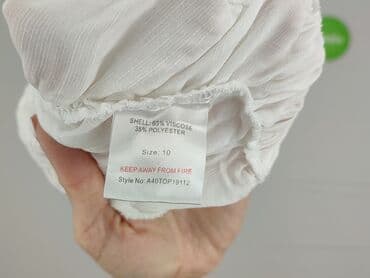 SHELL: 65% VISCOSE
35% POLYESTER
Size: 10
KEEP AWAY FROM FIRE
Style No: A40TOP19112